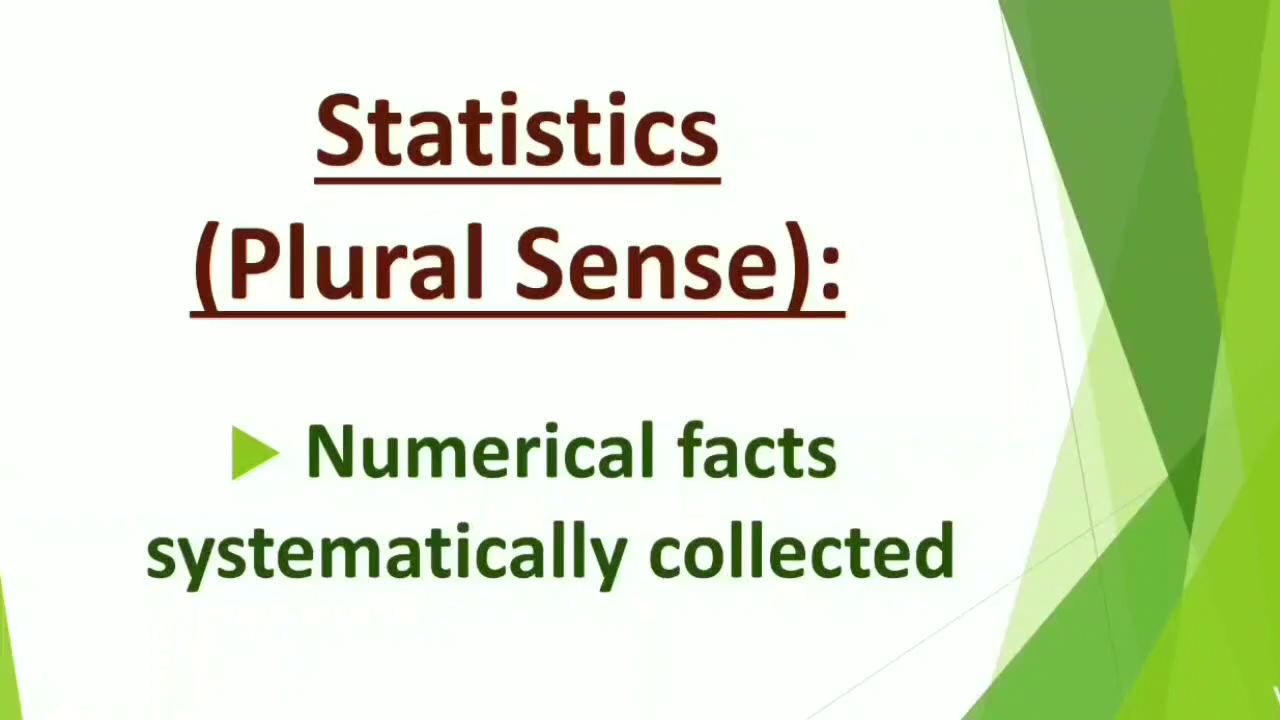 Statistics
(Plural Sense):
Numerical facts
systematically collected